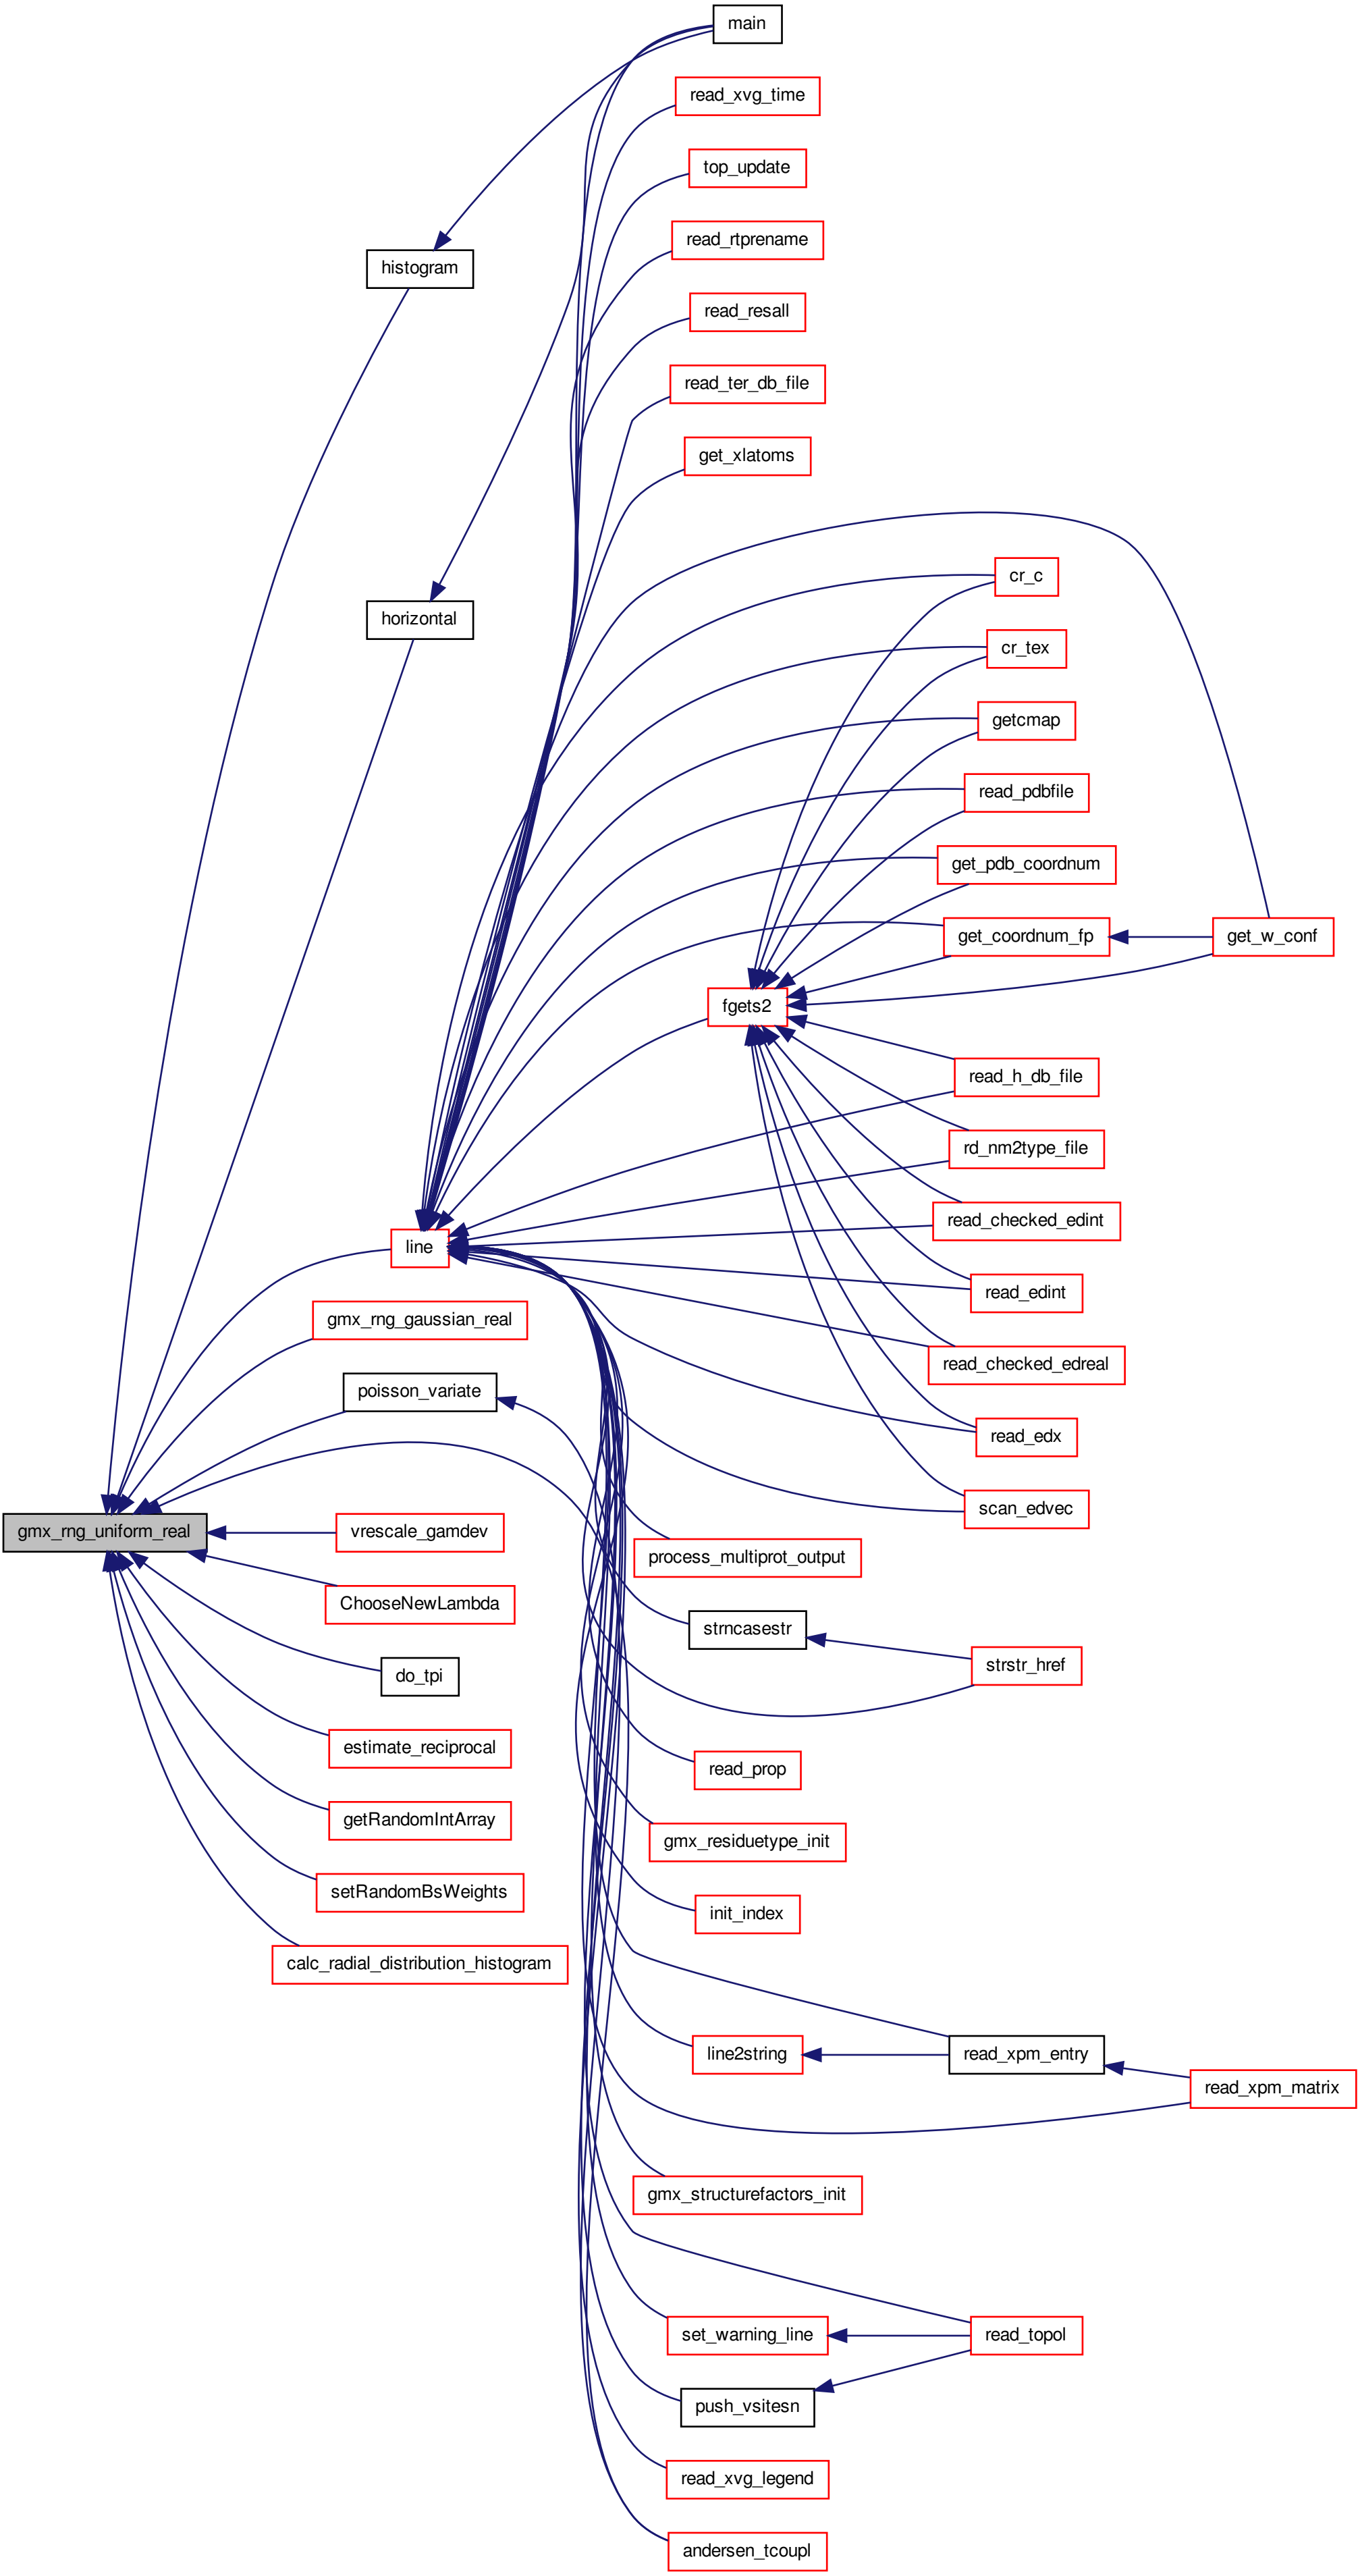 main
read_xvg_time
top_update
read_rtprename
histogram
read_resall
read_ter_db_file
get_xlatoms
cr_c
horizontal
cr_tex
getcmap
read_pdbfile
get_pdb_coordnum
get_coordnum_fp
get_w_conf
fgets2
read_h_db_file
rd_nm2type_file
read_checked_edint
line
read_edint
gmx_rng_gaussian_real
read_checked_edreal
poisson_variate
read_edx
scan_edvec
gmx_rng_uniform_real
vrescale_gamdev
process_multiprot_output
ChooseNewLambda
strncasestr
strstr_href
do_tpi
estimate_reciprocal
read_prop
getRandomIntArray
gmx_residuetype_init
setRandomBsWeights
init_index
calc_radial_distribution_histogram
line2string
read_xpm_entry
read_xpm_matrix
gmx_structurefactors_init
set_warning_line
read_topol
push_vsitesn
read_xvg_legend
andersen_tcoupl